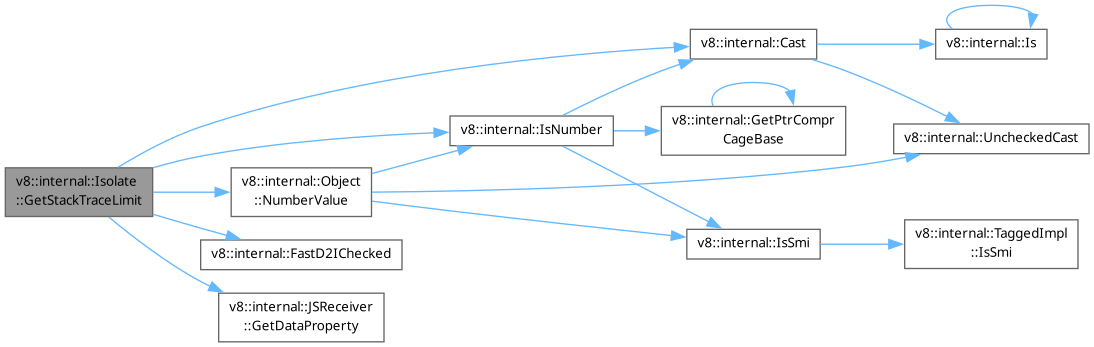 v8::internal::Isolate
::GetStackTraceLimit
v8::internal::Cast
v8::internal::Is
v8::internal::IsNumber
v8::internal::GetPtrCompr
CageBase
v8::internal::UncheckedCast
v8::internal::Object
::NumberValue
v8::internal::IsSmi
v8::internal::TaggedImpl
::IsSmi
v8::internal::FastD2IChecked
v8::internal::JSReceiver
::GetDataProperty